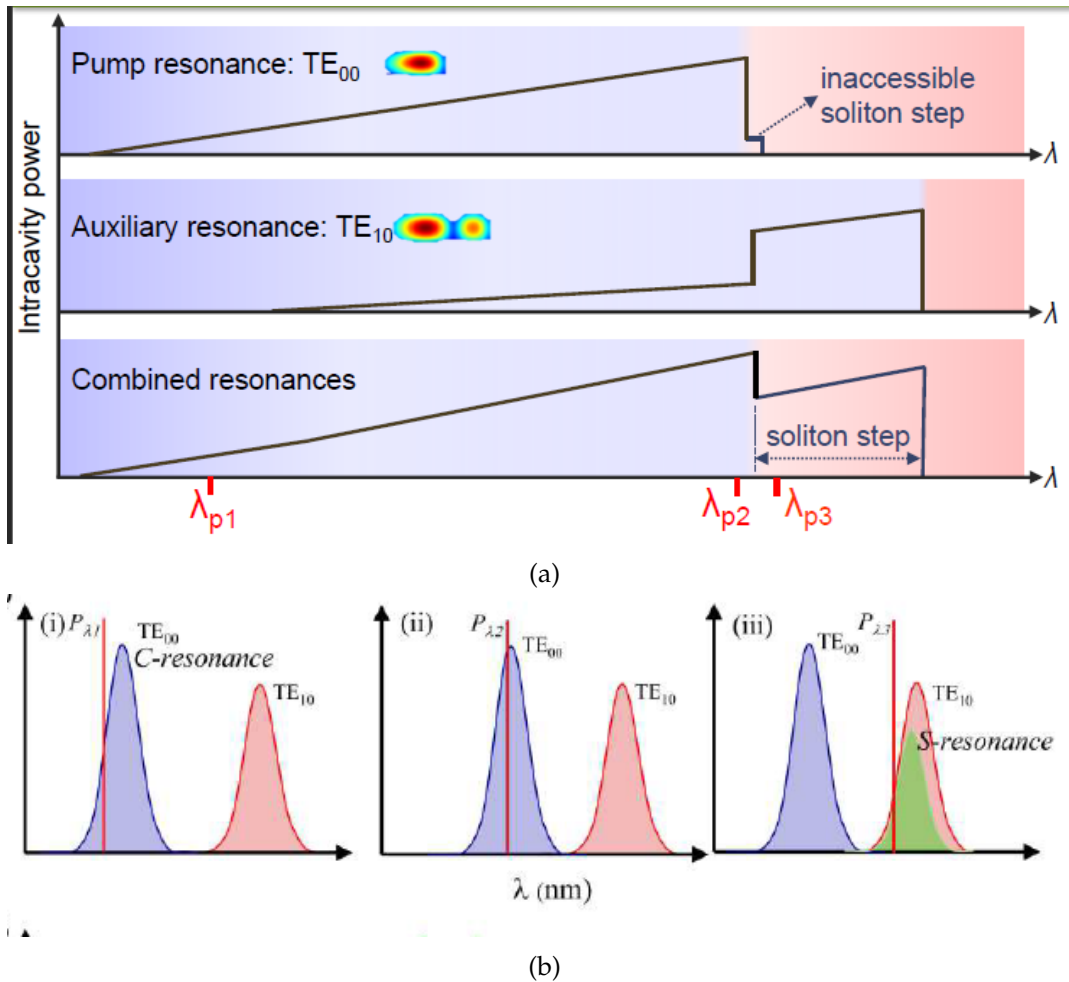 Pump resonance: TE00
inaccessible
soliton step
λ
Auxiliary resonance: TE10
λ
Intracavity power
Combined resonances
soliton step
λ
λp1
λp2
λp3
(a)
(i) Pλ1
TE00
C-resonance
TE10
(ii)
Pλ2
TE00
TE10
(iii)
Pλ3
TE00
TE10
S-resonance
λ (nm)
(b)